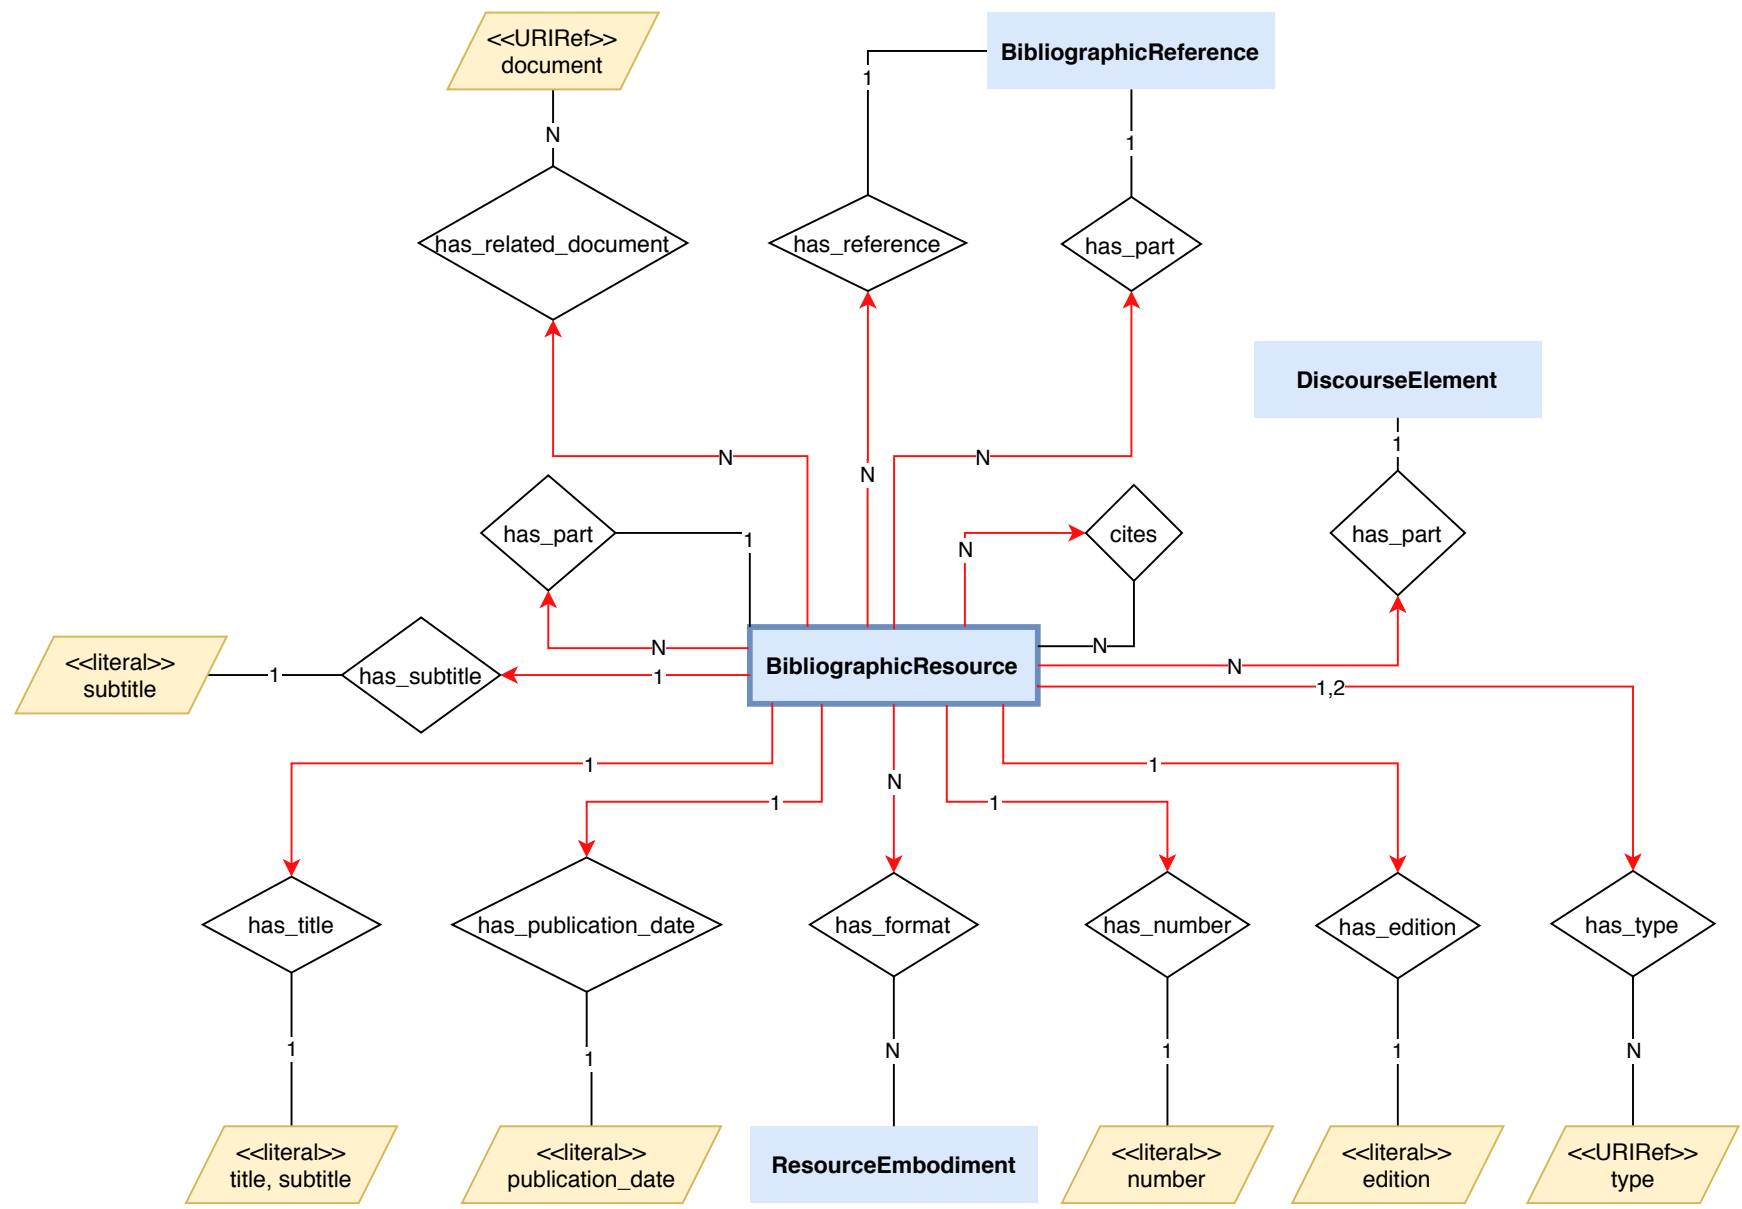 <<URIRef>>
document
BibliographicReference
1
N
1
has_related_document
has_reference
has_part
DiscourseElement
1
N
N
N
has_part
1
N
cites
has_part
N
N
<<literal>>
subtitle
1
has_subtitle
1
BibliographicResource
N
1,2
1
1
N
1
1
has_title
has_publication_date
has_format
has_number
has_edition
has_type
1
1
N
1
1
N
<<literal>>
title, subtitle
<<literal>>
publication_date
ResourceEmbodiment
<<literal>>
number
<<literal>>
edition
<<URIRef>>
type